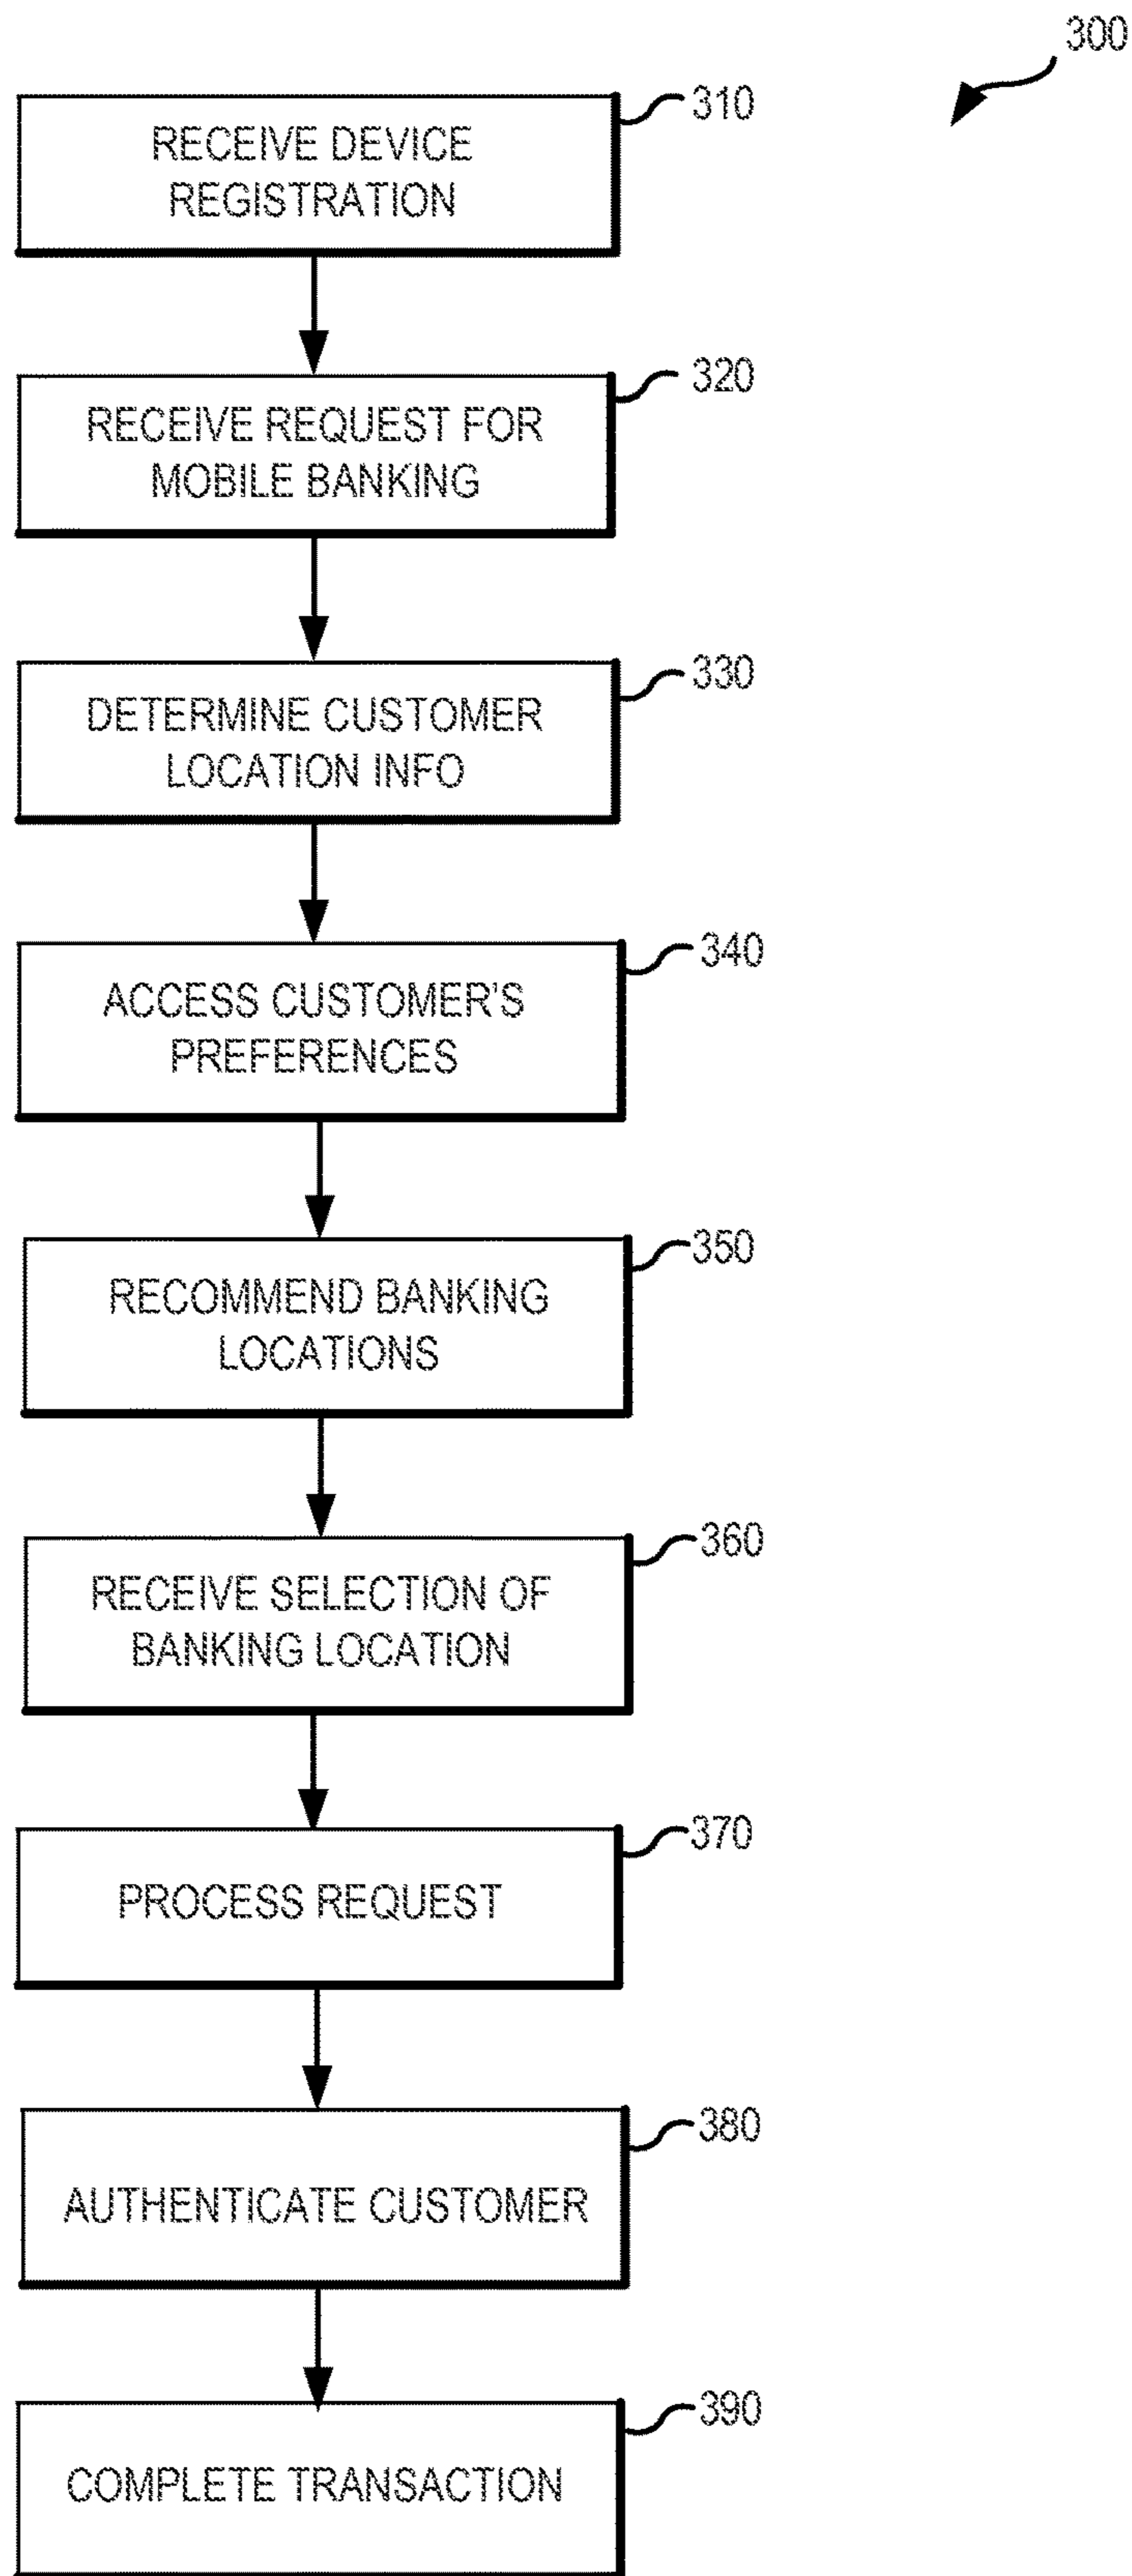 300
310
RECEIVE DEVICE
REGISTRATION
320
RECEIVE REQUEST FOR
MOBILE BANKING
330
DETERMINE CUSTOMER
LOCATION INFO
340
ACCESS CUSTOMER'S
PREFERENCES
350
RECOMMEND BANKING
LOCATIONS
360
RECEIVE SELECTION OF
BANKING LOCATION
370
PROCESS REQUEST
380
AUTHENTICATE CUSTOMER
390
COMPLETE TRANSACTION